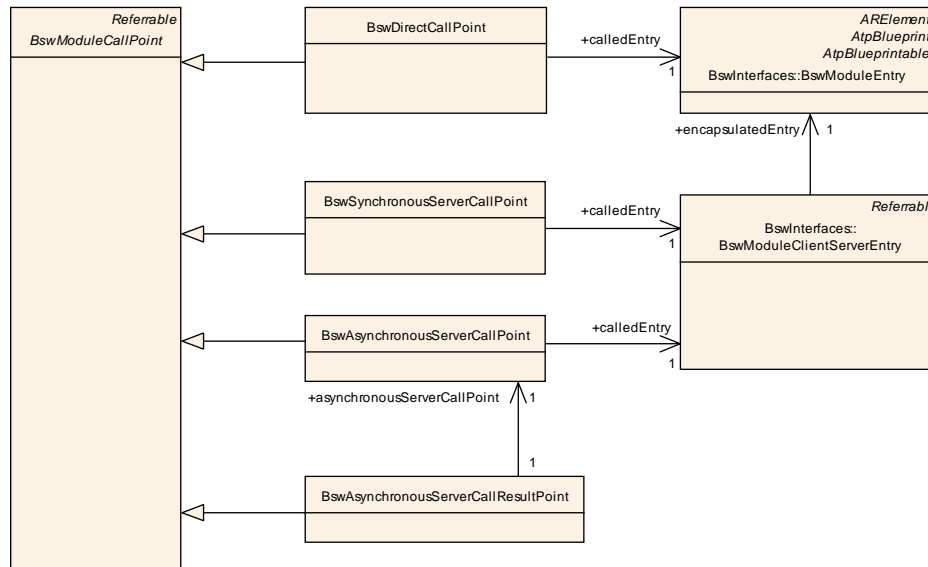 Referrable
BswModuleCallPoint
BswDirectCallPoint
+calledEntry
1
ARElement
AtpBlueprint
AtpBlueprintable
BswInterfaces::BswModuleEntry
+encapsulatedEntry
1
BswSynchronousServerCallPoint
+calledEntry
1
Referrable
BswInterfaces::
BswModuleClientServerEntry
BswAsynchronousServerCallPoint
+calledEntry
1
+asynchronousServerCallPoint
1
1
BswAsynchronousServerCallResultPoint